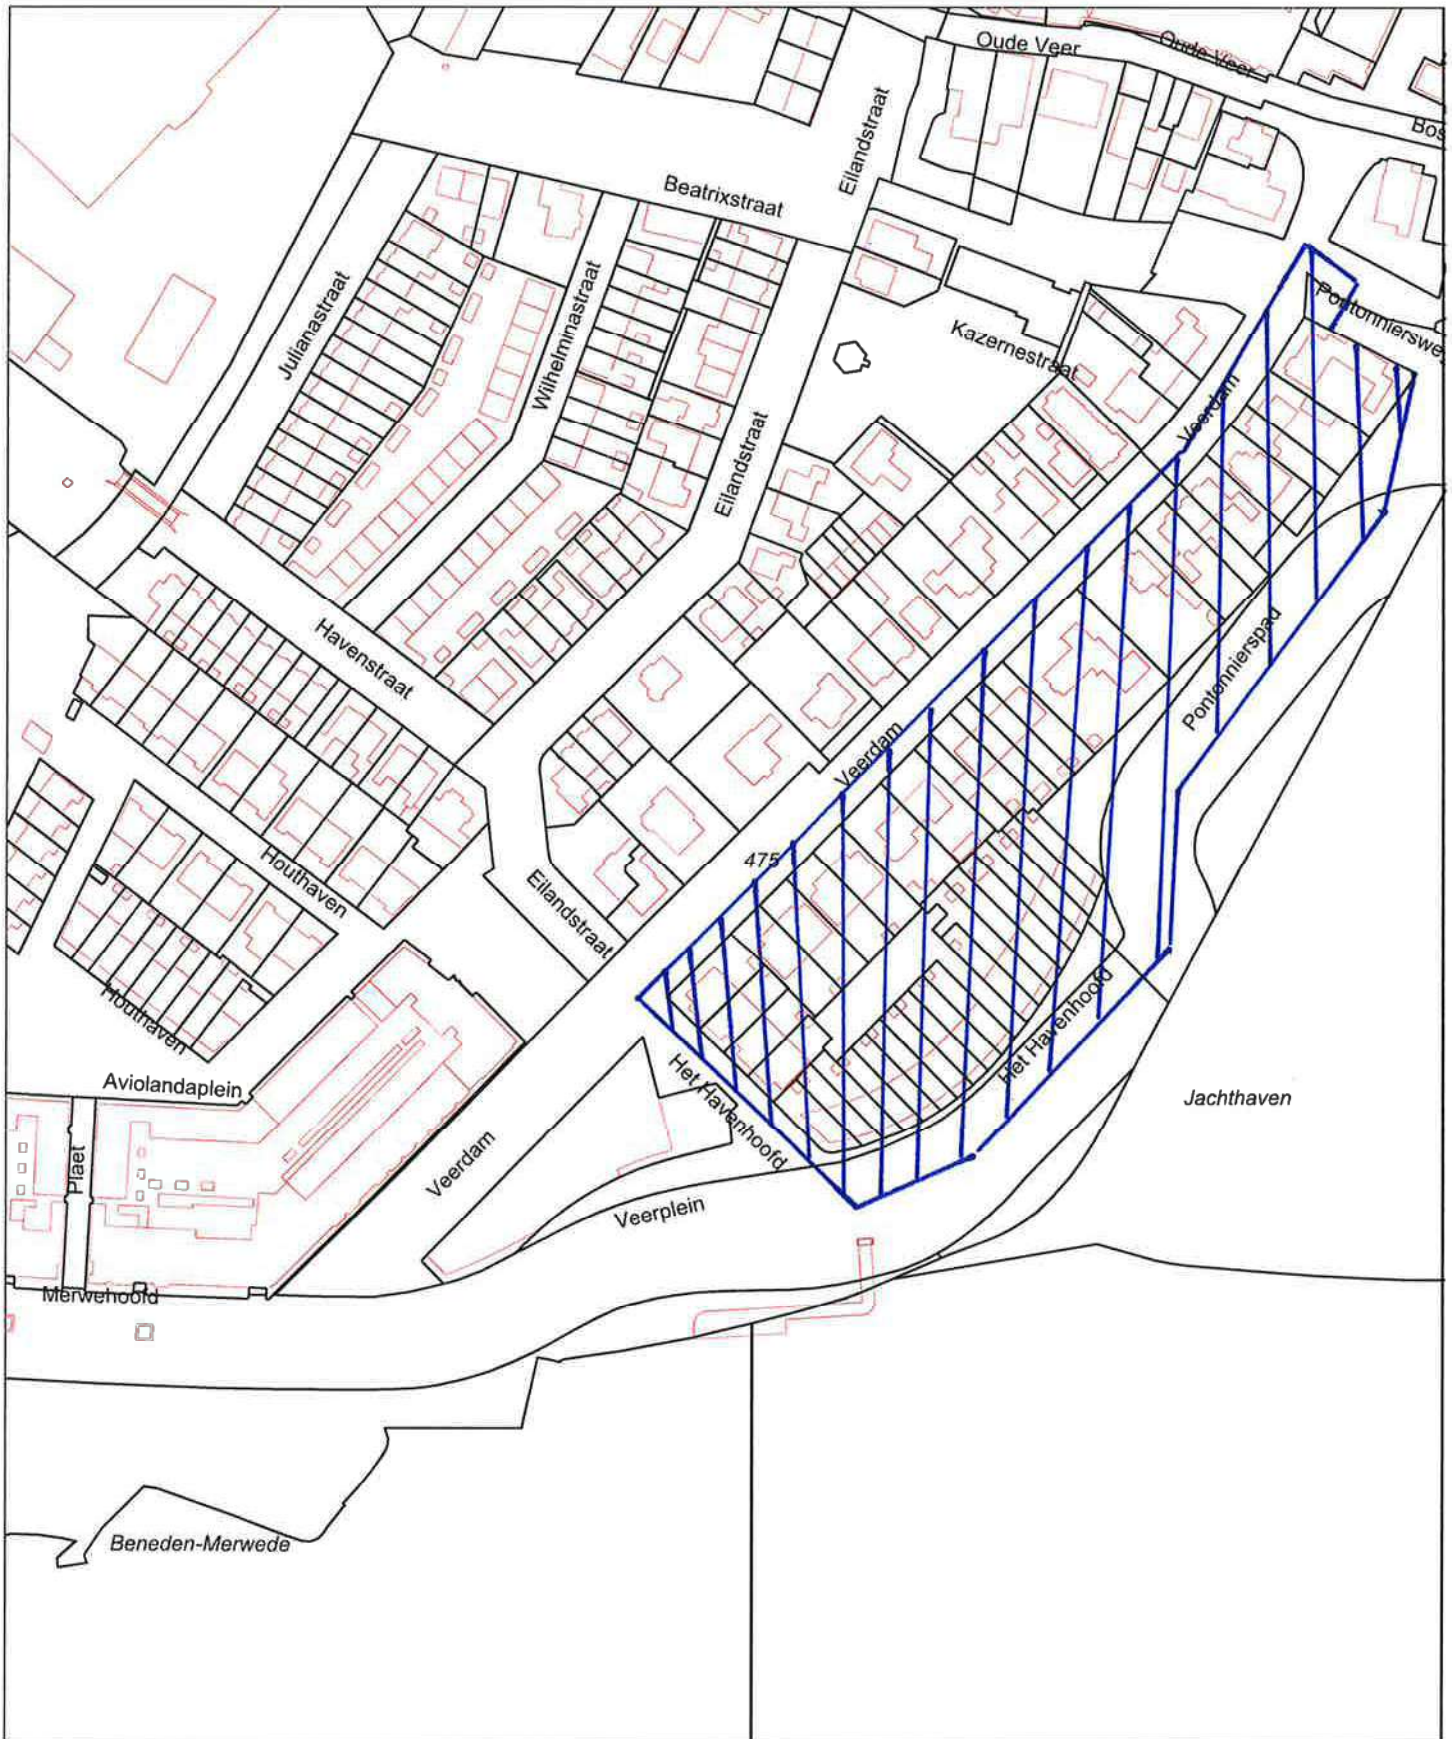 Oude Veer
Oude Veer
Bos
Eilandstraat
Beatrixstraat
Julianastraat
Wilhelminastraat
Kazernestraat
Pontonnierswe
Veerdam
Eilandstraat
Havenstraat
Pontonnierspad
Veerdam
475
Houthaven
Eilandstraat
Houthaven
Het Havenhoofd
Het Havenhoofd
Aviolandaplein
Jachthaven
Plaet
Veerdam
Veerplein
Merwehoofd
Beneden-Merwede